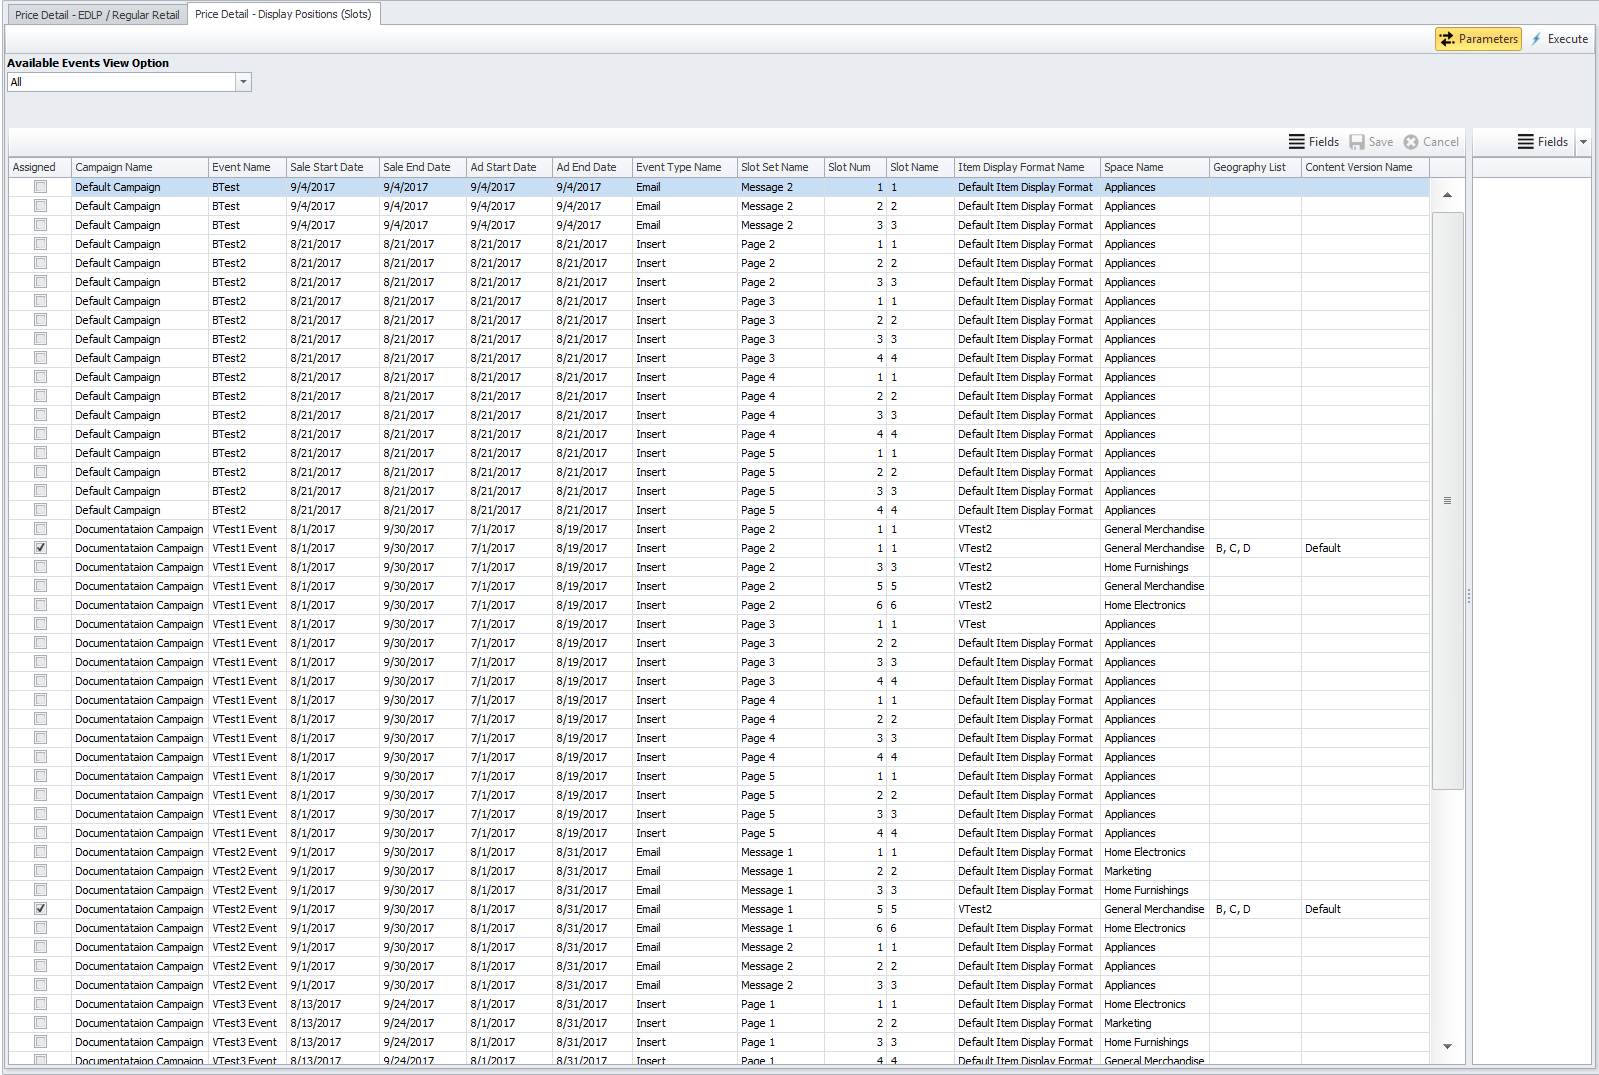 Price Detail - EDLP / Regular Retail Price Detail - Display Positions (Slots)
Parameters Execute
Available Events View Option
All
Fields Save Cancel Fields
Assigned Campaign Name Event Name Sale Start Date Sale End Date Ad Start Date Ad End Date Event Type Name Slot Set Name Slot Num Slot Name Item Display Format Name Space Name Geography List Content Version Name
Default Campaign BTest 9/4/2017 9/4/2017 9/4/2017 9/4/2017 Email Message 2 1 1 Default Item Display Format Appliances
Default Campaign BTest 9/4/2017 9/4/2017 9/4/2017 9/4/2017 Email Message 2 2 2 Default Item Display Format Appliances
Default Campaign BTest 9/4/2017 9/4/2017 9/4/2017 9/4/2017 Email Message 2 3 3 Default Item Display Format Appliances
Default Campaign BTest2 8/21/2017 8/21/2017 8/21/2017 8/21/2017 Insert Page 2 1 1 Default Item Display Format Appliances
Default Campaign BTest2 8/21/2017 8/21/2017 8/21/2017 8/21/2017 Insert Page 2 2 2 Default Item Display Format Appliances
Default Campaign BTest2 8/21/2017 8/21/2017 8/21/2017 8/21/2017 Insert Page 2 3 3 Default Item Display Format Appliances
Default Campaign BTest2 8/21/2017 8/21/2017 8/21/2017 8/21/2017 Insert Page 3 1 1 Default Item Display Format Appliances
Default Campaign BTest2 8/21/2017 8/21/2017 8/21/2017 8/21/2017 Insert Page 3 2 2 Default Item Display Format Appliances
Default Campaign BTest2 8/21/2017 8/21/2017 8/21/2017 8/21/2017 Insert Page 3 3 3 Default Item Display Format Appliances
Default Campaign BTest2 8/21/2017 8/21/2017 8/21/2017 8/21/2017 Insert Page 3 4 4 Default Item Display Format Appliances
Default Campaign BTest2 8/21/2017 8/21/2017 8/21/2017 8/21/2017 Insert Page 4 1 1 Default Item Display Format Appliances
Default Campaign BTest2 8/21/2017 8/21/2017 8/21/2017 8/21/2017 Insert Page 4 2 2 Default Item Display Format Appliances
Default Campaign BTest2 8/21/2017 8/21/2017 8/21/2017 8/21/2017 Insert Page 4 3 3 Default Item Display Format Appliances
Default Campaign BTest2 8/21/2017 8/21/2017 8/21/2017 8/21/2017 Insert Page 4 4 4 Default Item Display Format Appliances
Default Campaign BTest2 8/21/2017 8/21/2017 8/21/2017 8/21/2017 Insert Page 5 1 1 Default Item Display Format Appliances
Default Campaign BTest2 8/21/2017 8/21/2017 8/21/2017 8/21/2017 Insert Page 5 2 2 Default Item Display Format Appliances
Default Campaign BTest2 8/21/2017 8/21/2017 8/21/2017 8/21/2017 Insert Page 5 3 3 Default Item Display Format Appliances
Default Campaign BTest2 8/21/2017 8/21/2017 8/21/2017 8/21/2017 Insert Page 5 4 4 Default Item Display Format Appliances
Documentataion Campaign VTest1 Event 8/1/2017 9/30/2017 7/1/2017 8/19/2017 Insert Page 2 1 1 VTest2 General Merchandise
Documentataion Campaign VTest1 Event 8/1/2017 9/30/2017 7/1/2017 8/19/2017 Insert Page 2 1 1 VTest2 General Merchandise B, C, D Default
Documentataion Campaign VTest1 Event 8/1/2017 9/30/2017 7/1/2017 8/19/2017 Insert Page 2 3 3 VTest2 Home Furnishings
Documentataion Campaign VTest1 Event 8/1/2017 9/30/2017 7/1/2017 8/19/2017 Insert Page 2 5 5 VTest2 General Merchandise
Documentataion Campaign VTest1 Event 8/1/2017 9/30/2017 7/1/2017 8/19/2017 Insert Page 2 6 6 VTest2 Home Electronics
Documentataion Campaign VTest1 Event 8/1/2017 9/30/2017 7/1/2017 8/19/2017 Insert Page 3 1 1 VTest Appliances
Documentataion Campaign VTest1 Event 8/1/2017 9/30/2017 7/1/2017 8/19/2017 Insert Page 3 2 2 Default Item Display Format Appliances
Documentataion Campaign VTest1 Event 8/1/2017 9/30/2017 7/1/2017 8/19/2017 Insert Page 3 3 3 Default Item Display Format Appliances
Documentataion Campaign VTest1 Event 8/1/2017 9/30/2017 7/1/2017 8/19/2017 Insert Page 3 4 4 Default Item Display Format Appliances
Documentataion Campaign VTest1 Event 8/1/2017 9/30/2017 7/1/2017 8/19/2017 Insert Page 4 1 1 Default Item Display Format Appliances
Documentataion Campaign VTest1 Event 8/1/2017 9/30/2017 7/1/2017 8/19/2017 Insert Page 4 2 2 Default Item Display Format Appliances
Documentataion Campaign VTest1 Event 8/1/2017 9/30/2017 7/1/2017 8/19/2017 Insert Page 4 3 3 Default Item Display Format Appliances
Documentataion Campaign VTest1 Event 8/1/2017 9/30/2017 7/1/2017 8/19/2017 Insert Page 4 4 4 Default Item Display Format Appliances
Documentataion Campaign VTest1 Event 8/1/2017 9/30/2017 7/1/2017 8/19/2017 Insert Page 5 1 1 Default Item Display Format Appliances
Documentataion Campaign VTest1 Event 8/1/2017 9/30/2017 7/1/2017 8/19/2017 Insert Page 5 2 2 Default Item Display Format Appliances
Documentataion Campaign VTest1 Event 8/1/2017 9/30/2017 7/1/2017 8/19/2017 Insert Page 5 3 3 Default Item Display Format Appliances
Documentataion Campaign VTest1 Event 8/1/2017 9/30/2017 7/1/2017 8/19/2017 Insert Page 5 4 4 Default Item Display Format Appliances
Documentataion Campaign VTest2 Event 9/1/2017 9/30/2017 8/1/2017 8/31/2017 Email Message 1 1 1 Default Item Display Format Home Electronics
Documentataion Campaign VTest2 Event 9/1/2017 9/30/2017 8/1/2017 8/31/2017 Email Message 1 2 2 Default Item Display Format Marketing
Documentataion Campaign VTest2 Event 9/1/2017 9/30/2017 8/1/2017 8/31/2017 Email Message 1 3 3 Default Item Display Format Home Furnishings
Documentataion Campaign VTest2 Event 9/1/2017 9/30/2017 8/1/2017 8/31/2017 Email Message 1 5 5 VTest2 General Merchandise B, C, D Default
Documentataion Campaign VTest2 Event 9/1/2017 9/30/2017 8/1/2017 8/31/2017 Email Message 1 6 6 Default Item Display Format Home Electronics
Documentataion Campaign VTest2 Event 9/1/2017 9/30/2017 8/1/2017 8/31/2017 Email Message 2 1 1 Default Item Display Format Appliances
Documentataion Campaign VTest2 Event 9/1/2017 9/30/2017 8/1/2017 8/31/2017 Email Message 2 2 2 Default Item Display Format Appliances
Documentataion Campaign VTest2 Event 9/1/2017 9/30/2017 8/1/2017 8/31/2017 Email Message 2 3 3 Default Item Display Format Appliances
Documentataion Campaign VTest3 Event 8/13/2017 9/24/2017 8/1/2017 8/31/2017 Insert Page 1 1 1 Default Item Display Format Home Electronics
Documentataion Campaign VTest3 Event 8/13/2017 9/24/2017 8/1/2017 8/31/2017 Insert Page 1 2 2 Default Item Display Format Marketing
Documentataion Campaign VTest3 Event 8/13/2017 9/24/2017 8/1/2017 8/31/2017 Insert Page 1 3 3 Default Item Display Format Home Furnishings
Documentataion Campaign VTest3 Event 8/13/2017 9/24/2017 8/1/2017 8/31/2017 Insert Page 1 4 4 Default Item Display Format General Merchandise